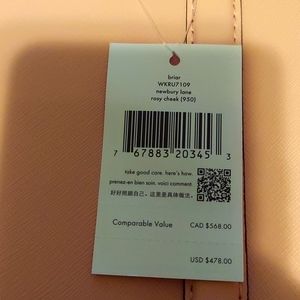 briar
WKRU7109
newbury lane
rosy cheek (950)
7 67883 20345 3
take good care. here's how.
prenez-en bien soin. voici comment.
好好照顾自己。这里是具体做法。
Comparable Value CAD $568.00
USD $478.00